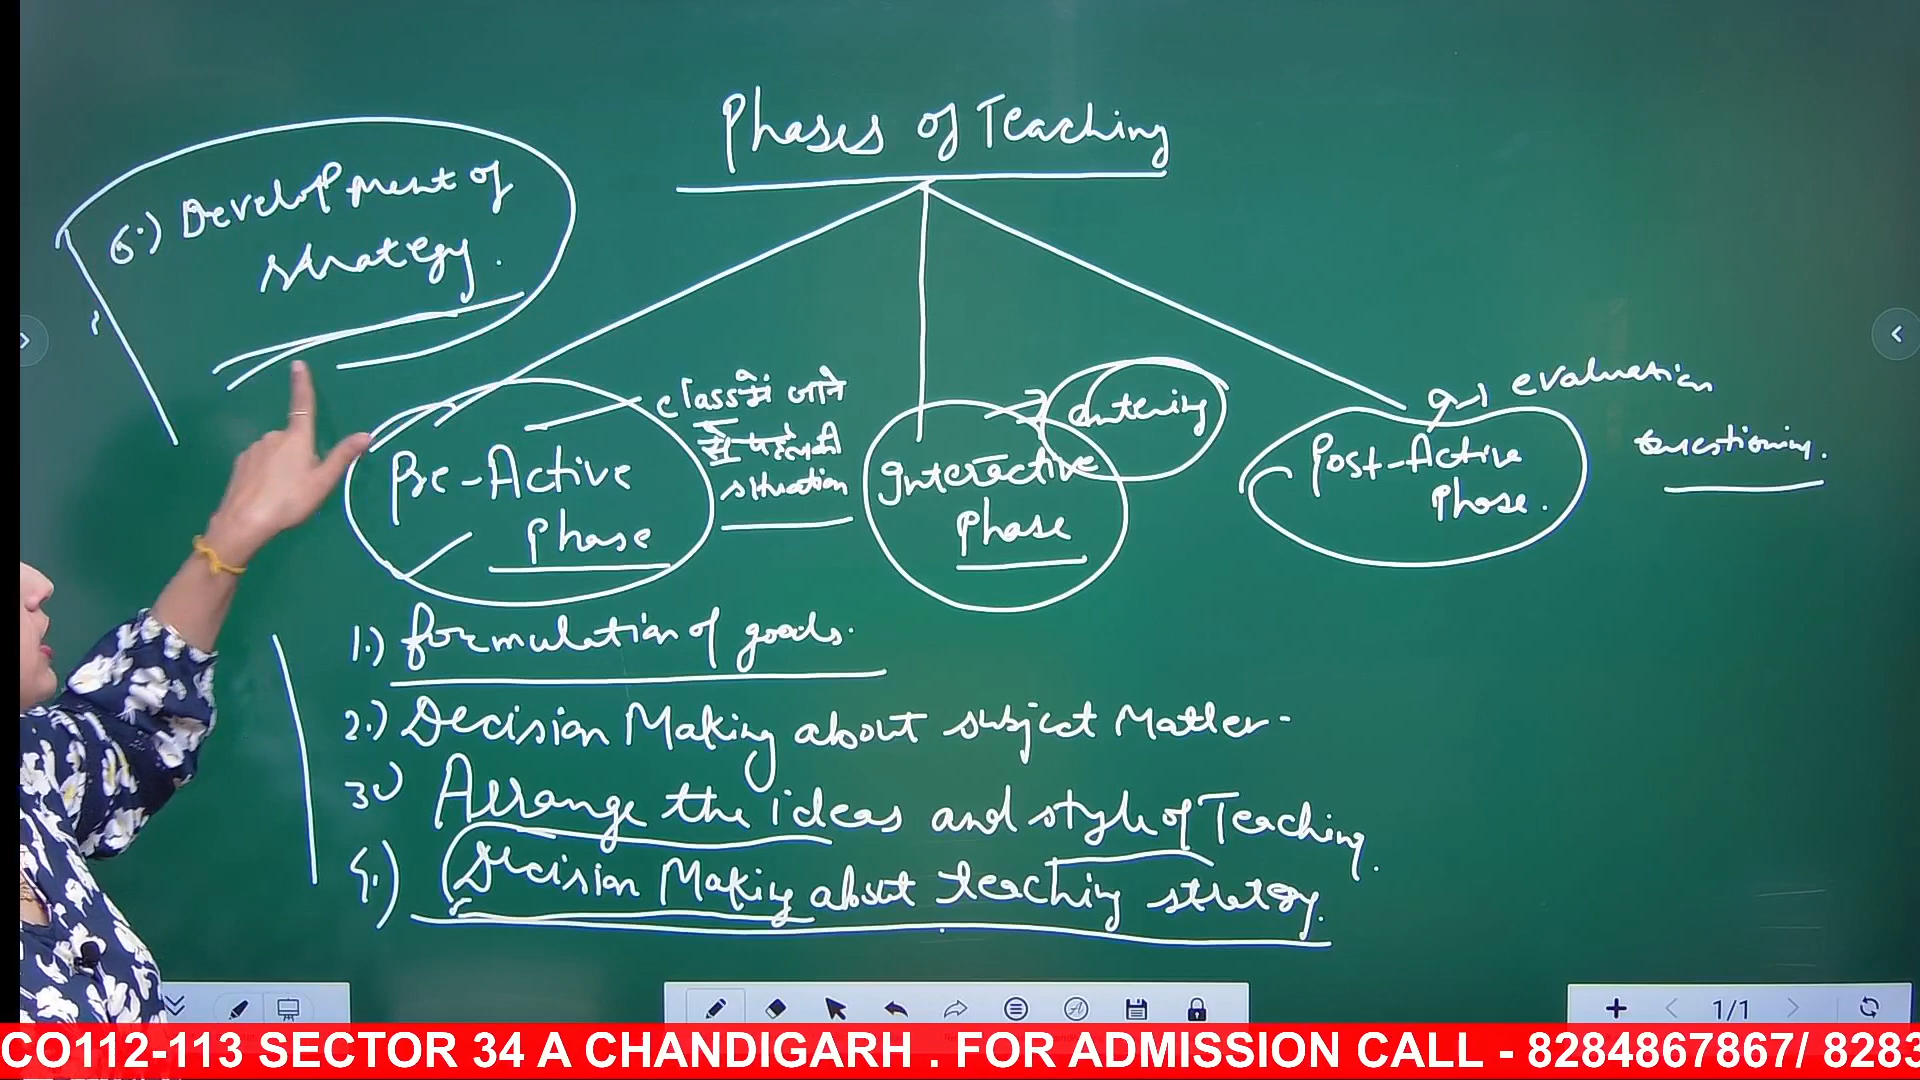 Phases of Teaching
5.) Development of
strategy.
Pre-Active
Phase
class में जाने
से पहले की
situation
Interactive
Phase
entering
Post-Active
Phase.
evaluation
Questioning.
1.) formulation of goals.
2.) Decision Making about subject Matter-
3.) Arrange the ideas and style of Teaching.
4.) Decision Making about teaching strategy.
1/1
CO112-113 SECTOR 34 A CHANDIGARH . FOR ADMISSION CALL - 8284867867/ 8283